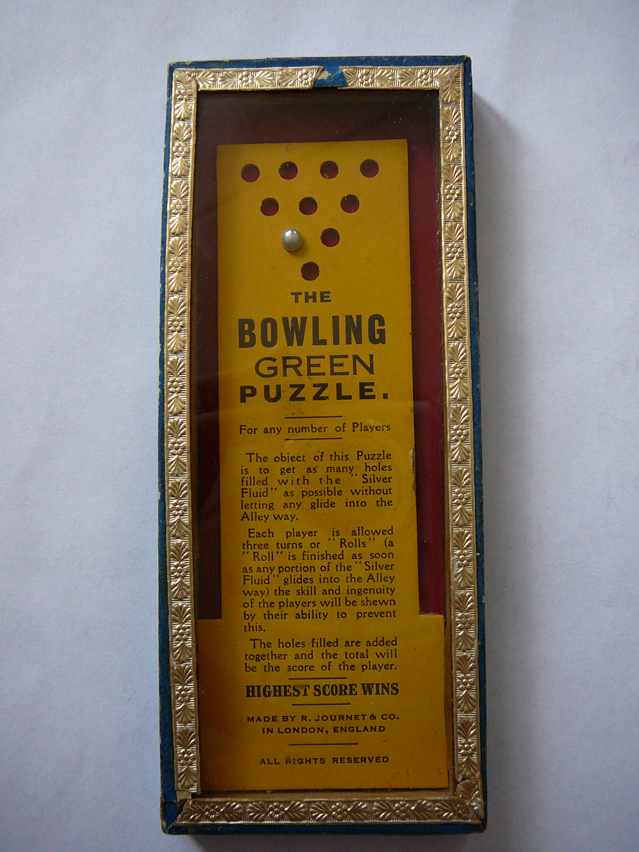 THE
BOWLING
GREEN
PUZZLE.
For any number of Players
The object of this Puzzle
is to get as many holes
filled with the "Silver
Fluid" as possible without
letting any glide into the
Alley way.
Each player is allowed
three turns or "Rolls" (a
"Roll" is finished as soon
as any portion of the "Silver
Fluid" glides into the Alley
way) the skill and ingenuity
of the players will be shewn
by their ability to prevent
this.
The holes filled are added
together and the total will
be the score of the player.
HIGHEST SCORE WINS
MADE BY R. JOURNET & CO.
IN LONDON, ENGLAND
ALL RIGHTS RESERVED